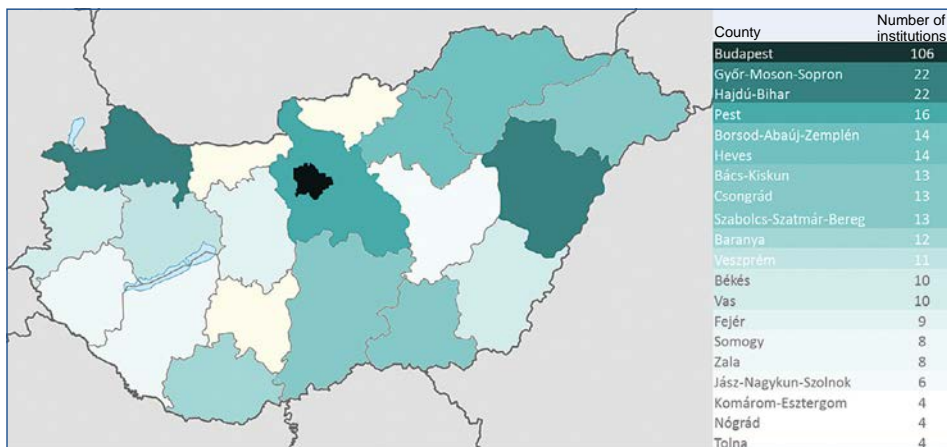 County Number of institutions
Budapest 106
Győr-Moson-Sopron 22
Hajdú-Bihar 22
Pest 16
Borsod-Abaúj-Zemplén 14
Heves 14
Bács-Kiskun 13
Csongrád 13
Szabolcs-Szatmár-Bereg 13
Baranya 12
Veszprém 11
Békés 10
Vas 10
Fejér 9
Somogy 8
Zala 8
Jász-Nagykun-Szolnok 6
Komárom-Esztergom 4
Nógrád 4
Tolna 4